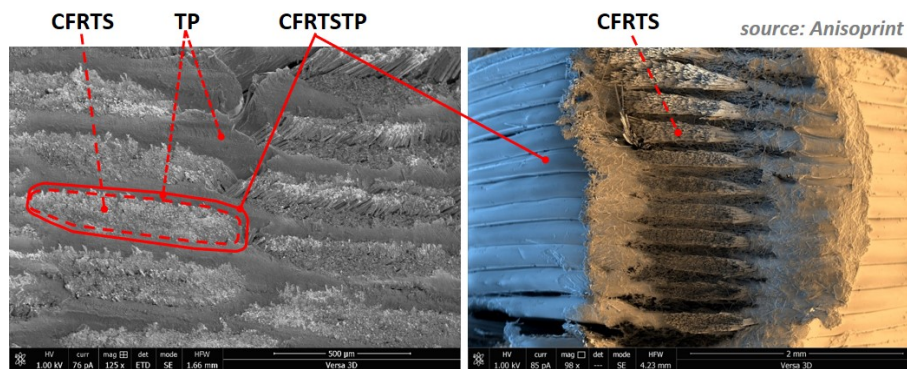 CFRTS TP CFRTSTP CFRTS
source: Anisoprint
HV curr mag det mode HFW 500 µm
1.00 kV 76 pA 125 x ETD SE 1.66 mm Versa 3D
HV curr mag det mode HFW 2 mm
1.00 kV 85 pA 98 x --- SE 4.23 mm Versa 3D